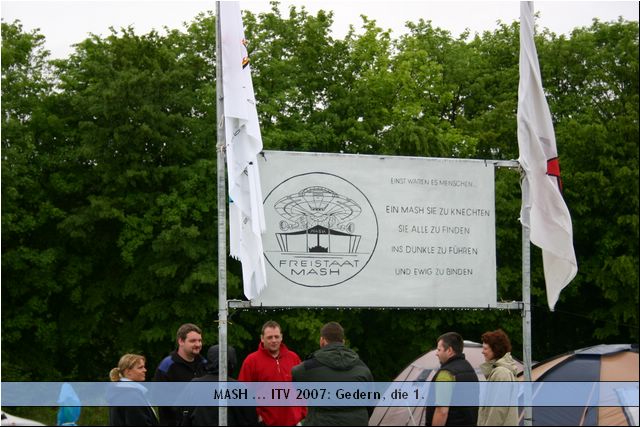 EINST WAREN ES MENSCHEN...
EIN MASH SIE ZU KNECHTEN
SIE ALLE ZU FINDEN
INS DUNKLE ZU FÜHREN
UND EWIG ZU BINDEN
MASH
FREISTAAT
MASH
MASH ... ITV 2007: Gedern, die 1.